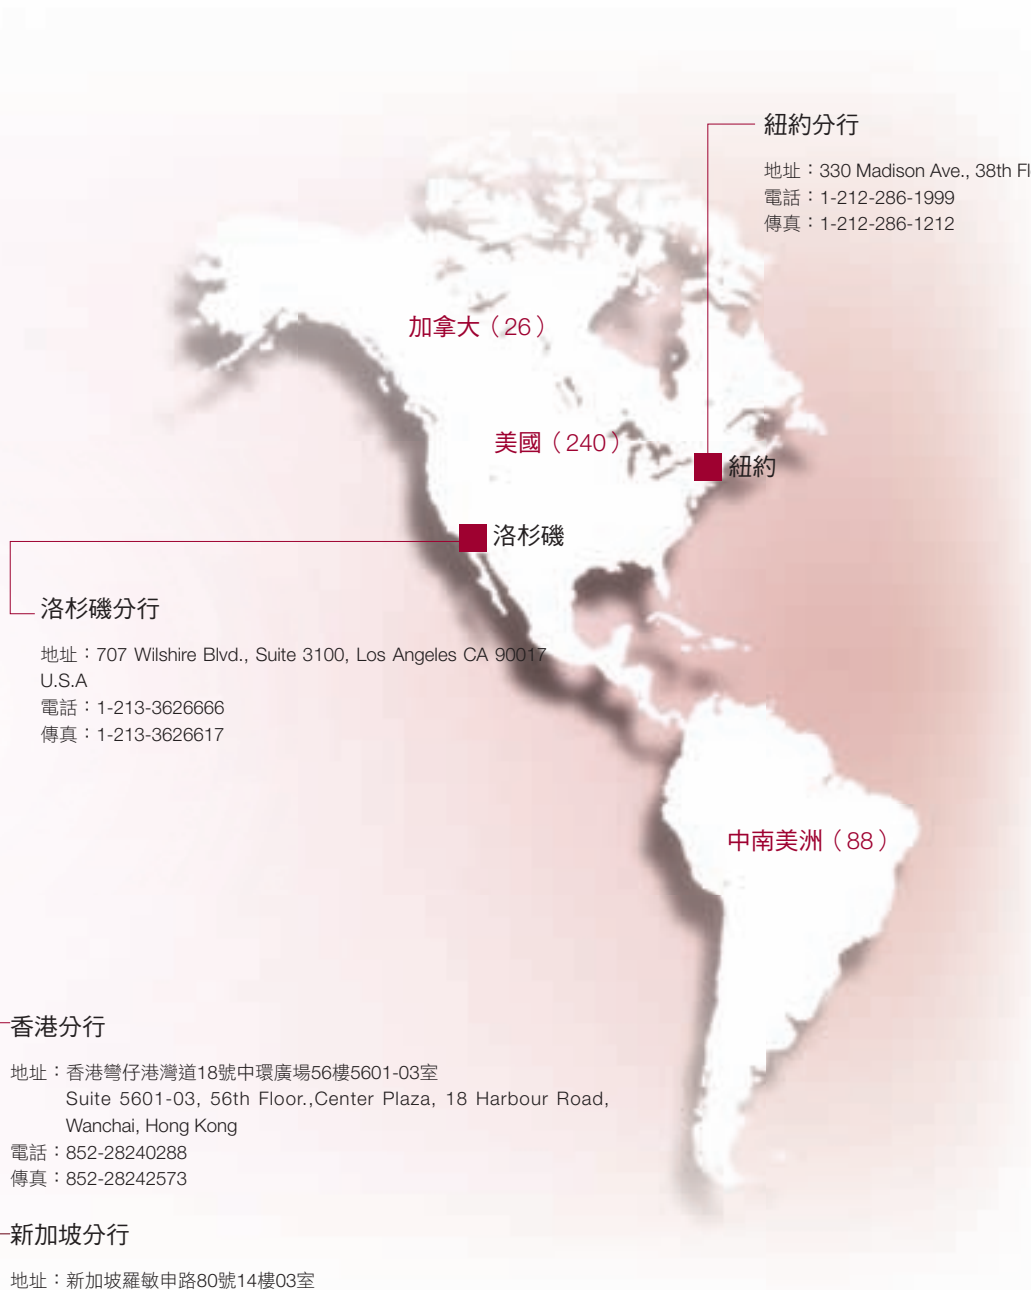 紐約分行
地址：330 Madison Ave., 38th Fl
電話：1-212-286-1999
傳真：1-212-286-1212
加拿大（26）
美國（240）
紐約
洛杉磯
洛杉磯分行
地址：707 Wilshire Blvd., Suite 3100, Los Angeles CA 90017
U.S.A
電話：1-213-3626666
傳真：1-213-3626617
中南美洲（88）
香港分行
地址：香港彎仔港灣道18號中環廣場56樓5601-03室
Suite 5601-03, 56th Floor.,Center Plaza, 18 Harbour Road,
Wanchai, Hong Kong
電話：852-28240288
傳真：852-28242573
新加坡分行
地址：新加坡羅敏申路80號14樓03室